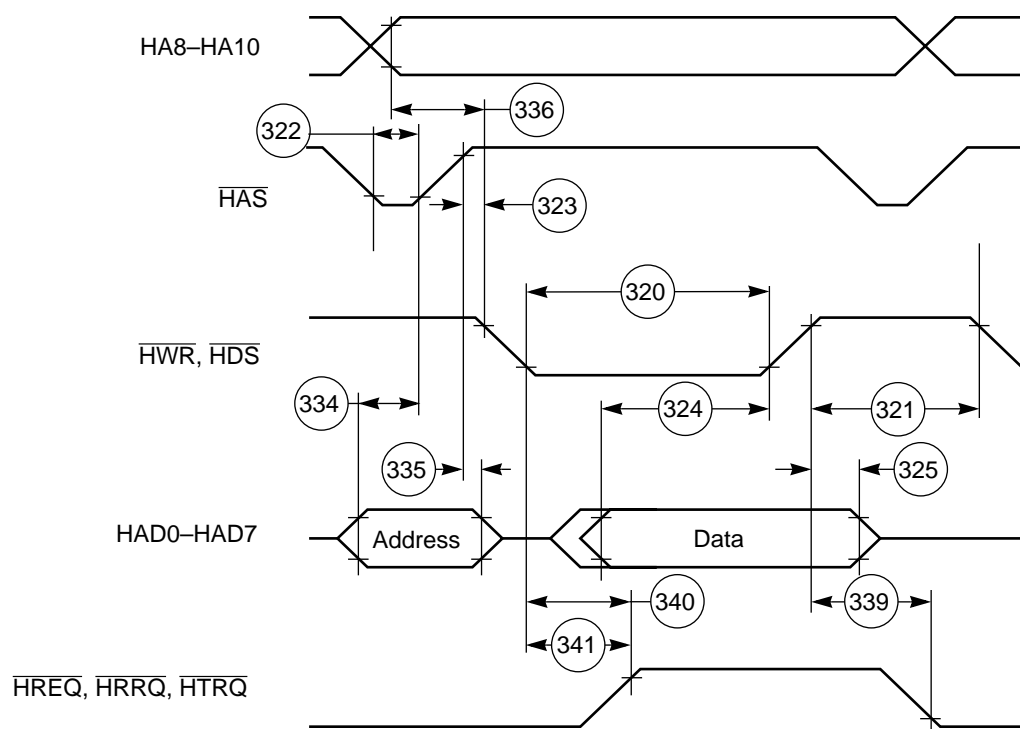 HA8–HA10
336
322
HAS
323
320
HWR, HDS
334
324
321
335
325
HAD0–HAD7
Address
Data
340
339
341
HREQ, HRRQ, HTRQ